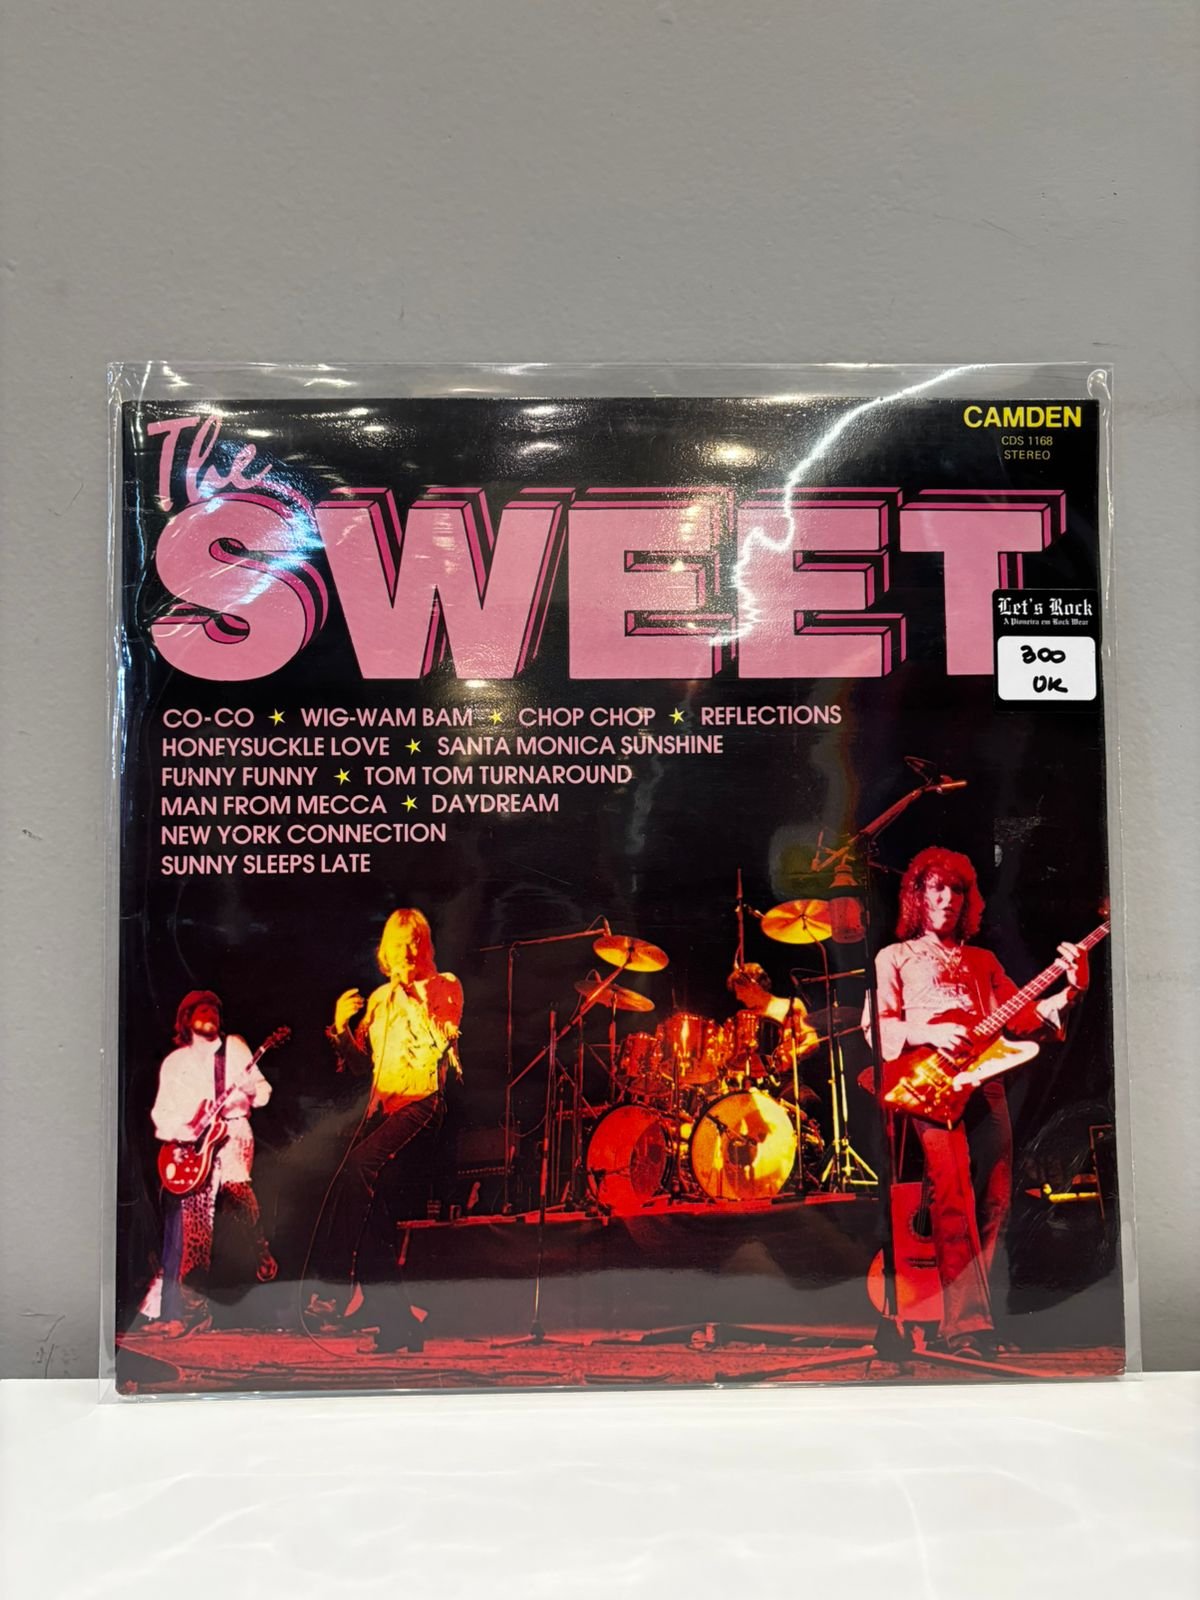 The
SWEET
CAMDEN
CDS 1168
STEREO
Let's Rock
A Pioneira em Rock Wear
300
OK
CO-CO ★ WIG-WAM BAM ★ CHOP CHOP ★ REFLECTIONS
HONEYSUCKLE LOVE ★ SANTA MONICA SUNSHINE
FUNNY FUNNY ★ TOM TOM TURNAROUND
MAN FROM MECCA ★ DAYDREAM
NEW YORK CONNECTION
SUNNY SLEEPS LATE